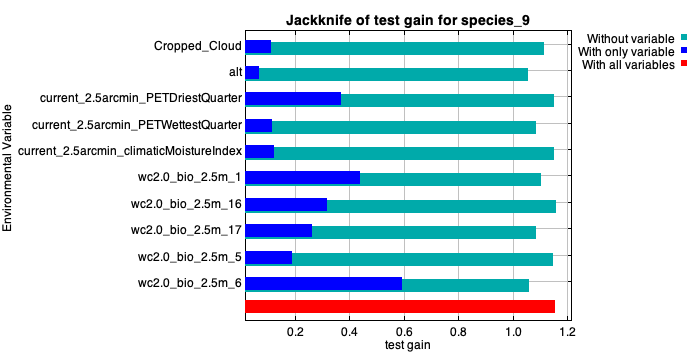 Jackknife of test gain for species_9
Without variable
With only variable
With all variables
Environmental Variable
Cropped_Cloud
alt
current_2.5arcmin_PETDriestQuarter
current_2.5arcmin_PETWettestQuarter
current_2.5arcmin_climaticMoistureIndex
wc2.0_bio_2.5m_1
wc2.0_bio_2.5m_16
wc2.0_bio_2.5m_17
wc2.0_bio_2.5m_5
wc2.0_bio_2.5m_6
0.2 0.4 0.6 0.8 1.0 1.2
test gain